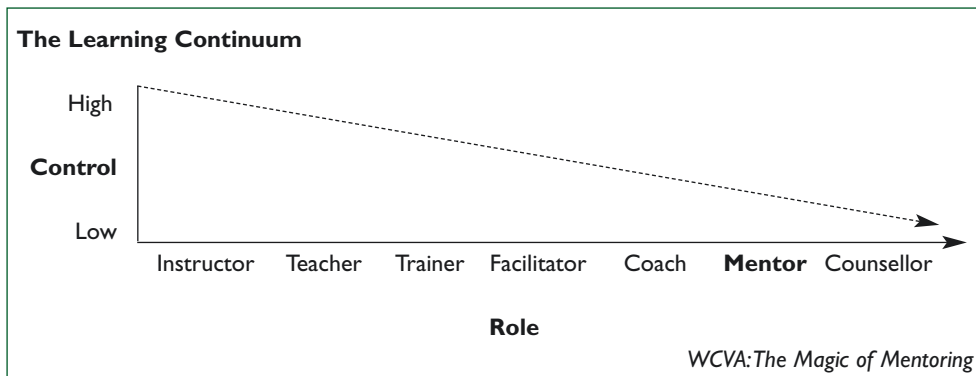 The Learning Continuum
High
Control
Low
Instructor Teacher Trainer Facilitator Coach Mentor Counsellor
Role
WCVA: The Magic of Mentoring